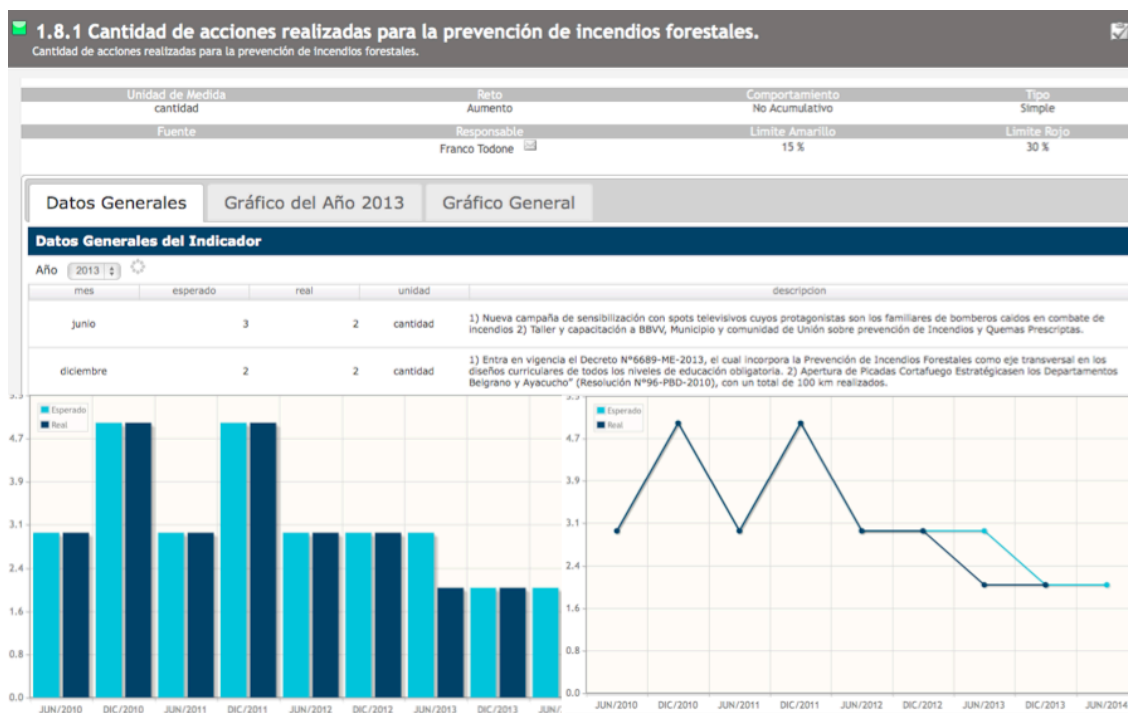 1.8.1 Cantidad de acciones realizadas para la prevención de incendios forestales.
Cantidad de acciones realizadas para la prevención de incendios forestales.
Unidad de Medida Reto Comportamiento Tipo
cantidad Aumento No Acumulativo Simple
Fuente Responsable Limite Amarillo Limite Rojo
Franco Todone 15 % 30 %
Datos Generales Gráfico del Año 2013 Gráfico General
Datos Generales del Indicador
Año 2013
mes esperado real unidad descripcion
1) Nueva campaña de sensibilización con spots televisivos cuyos protagonistas son los familiares de bomberos caidos en combate de
junio 3 2 cantidad
incendios 2) Taller y capacitación a BBVV, Municipio y comunidad de Unión sobre prevención de Incendios y Quemas Prescriptas.
1) Entra en vigencia el Decreto N°6689-ME-2013, el cual incorpora la Prevención de Incendios Forestales como eje transversal en los
diciembre 2 2 cantidad
diseños curriculares de todos los niveles de educación obligatoria. 2) Apertura de Picadas Cortafuego Estratégicasen los Departamentos
Belgrano y Ayacucho" (Resolución N°96-PBD-2010), con un total de 100 km realizados.
Esperado
Real
4.7
3.9
3.1
2.4
1.6
0.8
0.0
JUN/2010 DIC/2010 JUN/2011 DIC/2011 JUN/2012 DIC/2012 JUN/2013 DIC/2013 JUN/
Esperado
Real
4.7
3.9
3.1
2.4
1.6
0.8
0.0
JUN/2010 DIC/2010 JUN/2011 DIC/2011 JUN/2012 DIC/2012 JUN/2013 DIC/2013 JUN/2014